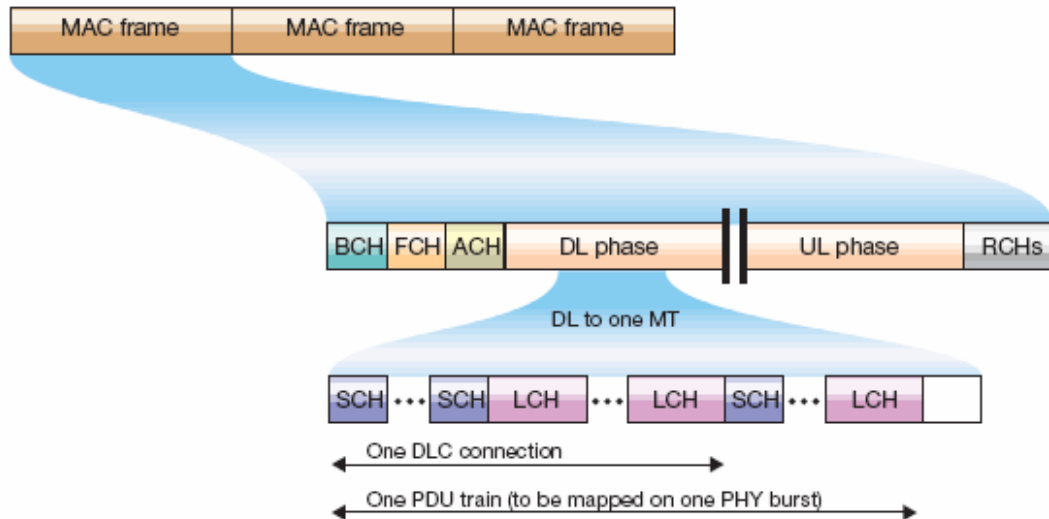 MAC frame MAC frame MAC frame
BCH FCH ACH DL phase UL phase RCHs
DL to one MT
SCH ••• SCH LCH ••• LCH SCH ••• LCH
One DLC connection
One PDU train (to be mapped on one PHY burst)